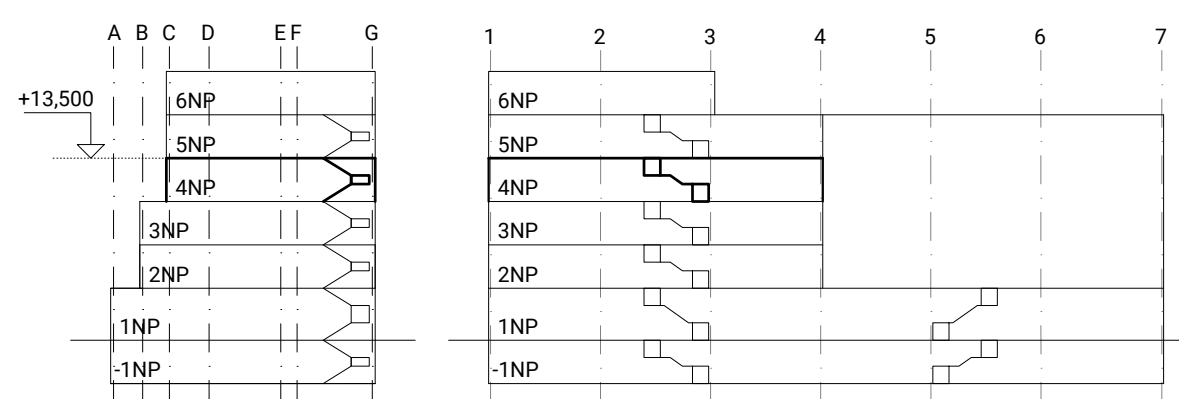 A B C D E F G
1 2 3 4 5 6 7
+13,500
6NP 6NP
5NP 5NP
4NP 4NP
3NP 3NP
2NP 2NP
1NP 1NP
-1NP -1NP